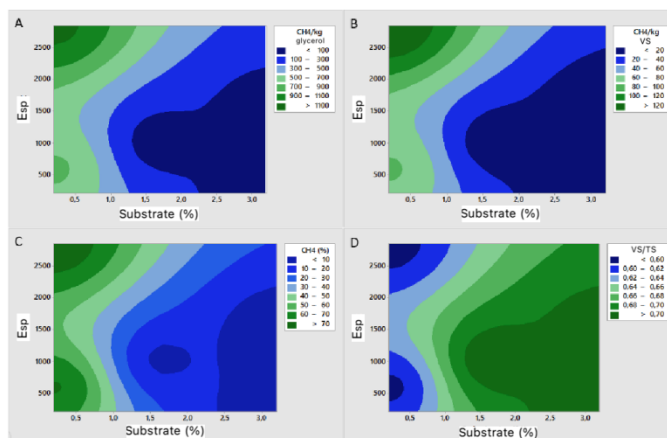 A
CH4/kg
glycerol
< 100
100 – 300
300 – 500
500 – 700
700 – 900
900 – 1100
> 1100
2500
2000
1500
1000
500
Esp
0,5 1,0 1,5 2,0 2,5 3,0
Substrate (%)
B
CH4/kg
VS
< 20
20 – 40
40 – 60
60 – 80
80 – 100
100 – 120
> 120
2500
2000
1500
1000
500
Esp
0.5 1.0 1.5 2.0 2.5 3.0
Substrate (%)
C
CH4 (%)
< 10
10 – 20
20 – 30
30 – 40
40 – 50
50 – 60
60 – 70
> 70
2500
2000
1500
1000
500
Esp
0.5 1.0 1.5 2.0 2.5 3.0
Substrate (%)
D
VS/TS
< 0,60
0,60 – 0,62
0,62 – 0,64
0,64 – 0,66
0,66 – 0,68
0,68 – 0,70
> 0,70
2500
2000
1500
1000
500
Esp
0.5 1.0 1.5 2.0 2.5 3.0
Substrate (%)